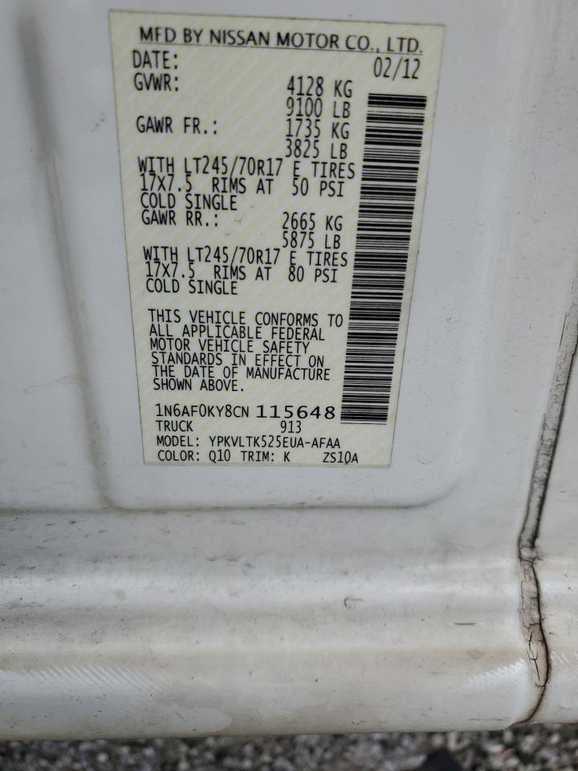 MFD BY NISSAN MOTOR CO., LTD.
DATE: 02/12
GVWR: 4128 KG
9100 LB
GAWR FR.: 1735 KG
3825 LB
WITH LT245/70R17 E TIRES
17X7.5 RIMS AT 50 PSI
COLD SINGLE
GAWR RR.: 2665 KG
5875 LB
WITH LT245/70R17 E TIRES
17X7.5 RIMS AT 80 PSI
COLD SINGLE
THIS VEHICLE CONFORMS TO
ALL APPLICABLE FEDERAL
MOTOR VEHICLE SAFETY
STANDARDS IN EFFECT ON
THE DATE OF MANUFACTURE
SHOWN ABOVE.
1N6AF0KY8CN 115648
TRUCK 913
MODEL: YPKVLTK525EUA-AFAA
COLOR: Q10 TRIM: K ZS10A